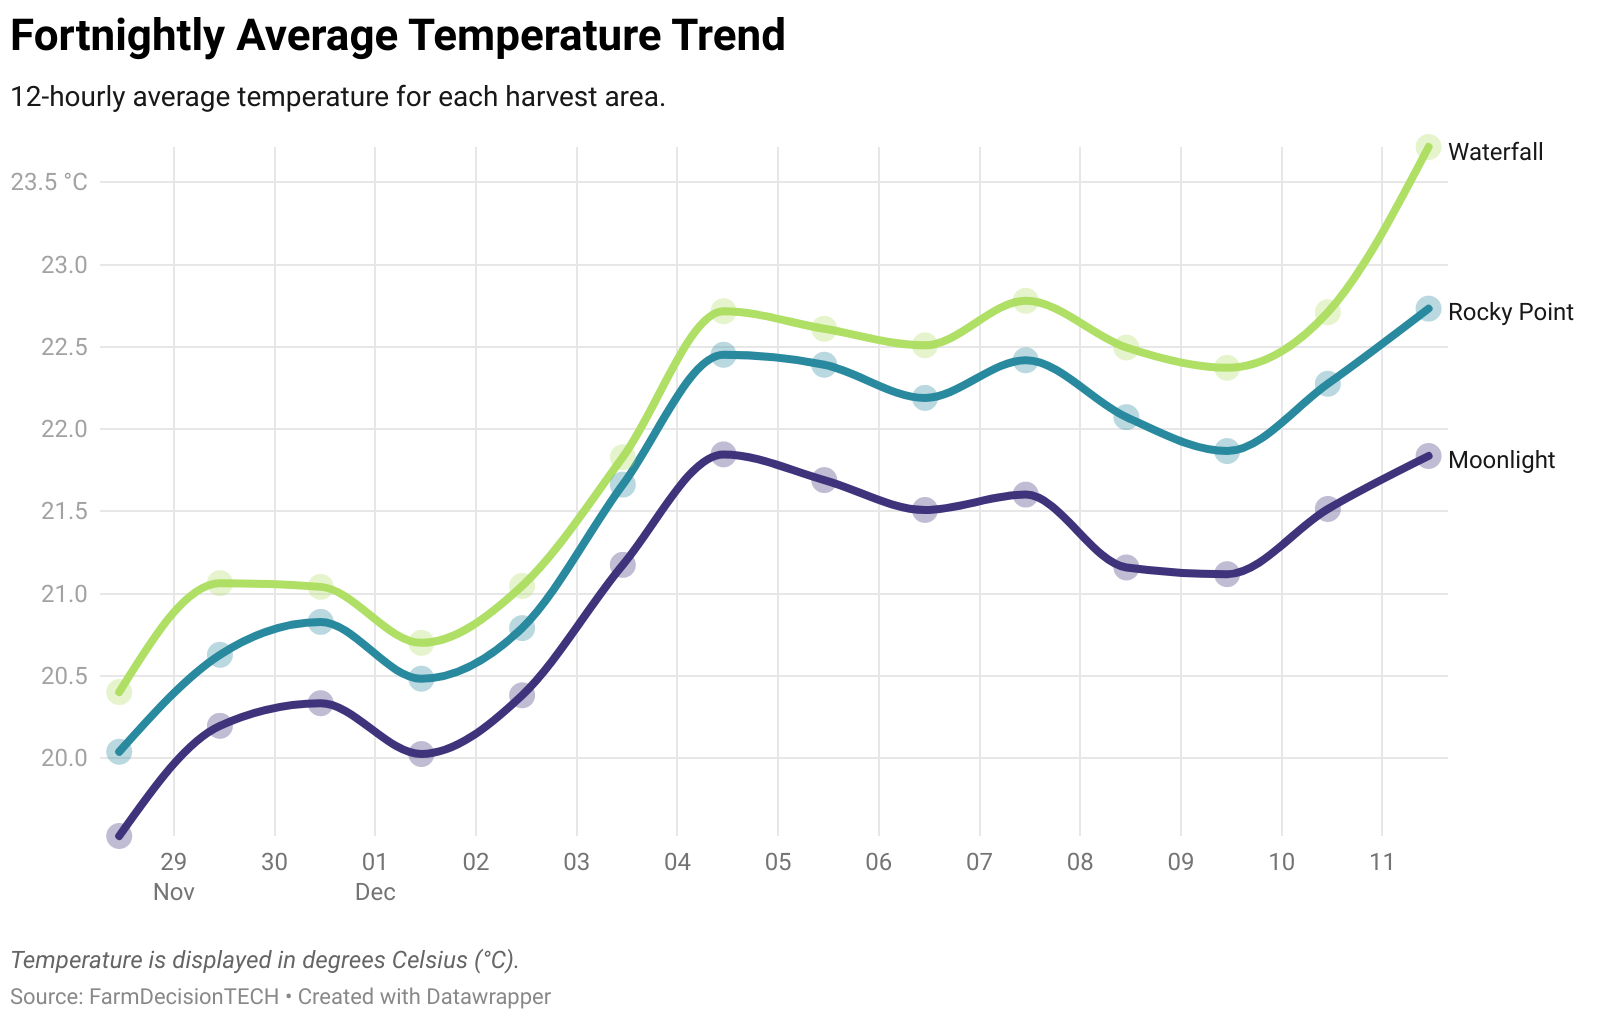 Fortnightly Average Temperature Trend
12-hourly average temperature for each harvest area.
Waterfall
23.5 °C
23.0
Rocky Point
22.5
22.0
Moonlight
21.5
21.0
20.5
20.0
29 30 01 02 03 04 05 06 07 08 09 10 11
Nov Dec
Temperature is displayed in degrees Celsius (°C).
Source: FarmDecisionTECH • Created with Datawrapper